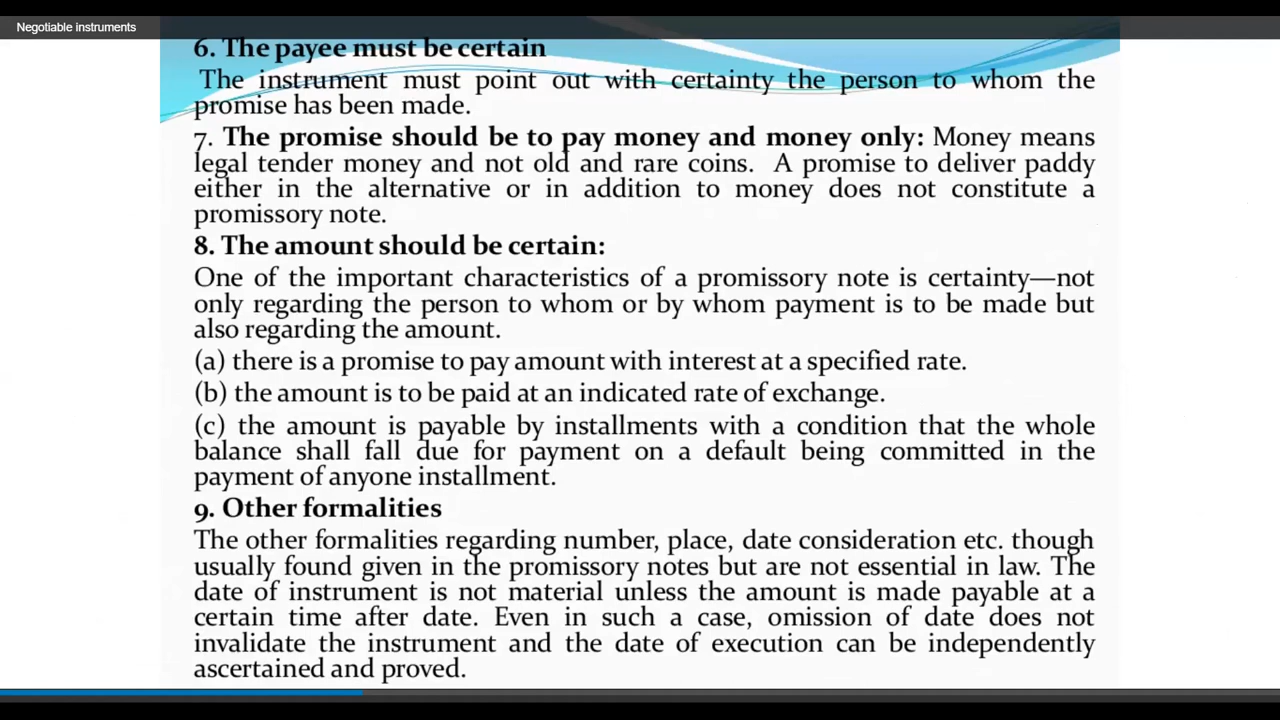 Negotiable instruments
6. The payee must be certain
The instrument must point out with certainty the person to whom the
promise has been made.
7. The promise should be to pay money and money only: Money means
legal tender money and not old and rare coins. A promise to deliver paddy
either in the alternative or in addition to money does not constitute a
promissory note.
8. The amount should be certain:
One of the important characteristics of a promissory note is certainty—not
only regarding the person to whom or by whom payment is to be made but
also regarding the amount.
(a) there is a promise to pay amount with interest at a specified rate.
(b) the amount is to be paid at an indicated rate of exchange.
(c) the amount is payable by installments with a condition that the whole
balance shall fall due for payment on a default being committed in the
payment of anyone installment.
9. Other formalities
The other formalities regarding number, place, date consideration etc. though
usually found given in the promissory notes but are not essential in law. The
date of instrument is not material unless the amount is made payable at a
certain time after date. Even in such a case, omission of date does not
invalidate the instrument and the date of execution can be independently
ascertained and proved.